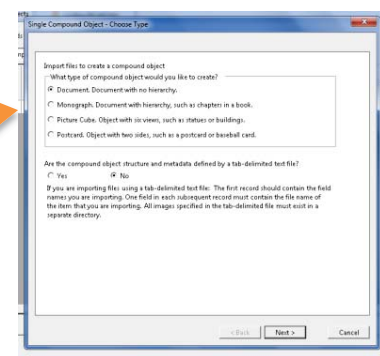 Single Compound Object - Choose Type
Import files to create a compound object
What type of compound object would you like to create?
Document. Document with no hierarchy.
Monograph. Document with hierarchy, such as chapters in a book.
Picture Cube. Object with six views, such as statues or buildings.
Postcard. Object with two sides, such as a postcard or baseball card.
Are the compound object structure and metadata defined by a tab-delimited text file?
Yes No
If you are importing files using a tab-delimited text file: The first record should contain the field
names you are importing. One field in each subsequent record must contain the file name of
the item that you are importing. All images specified in the tab-delimited file must exist in a
separate directory.
< Back Next > Cancel